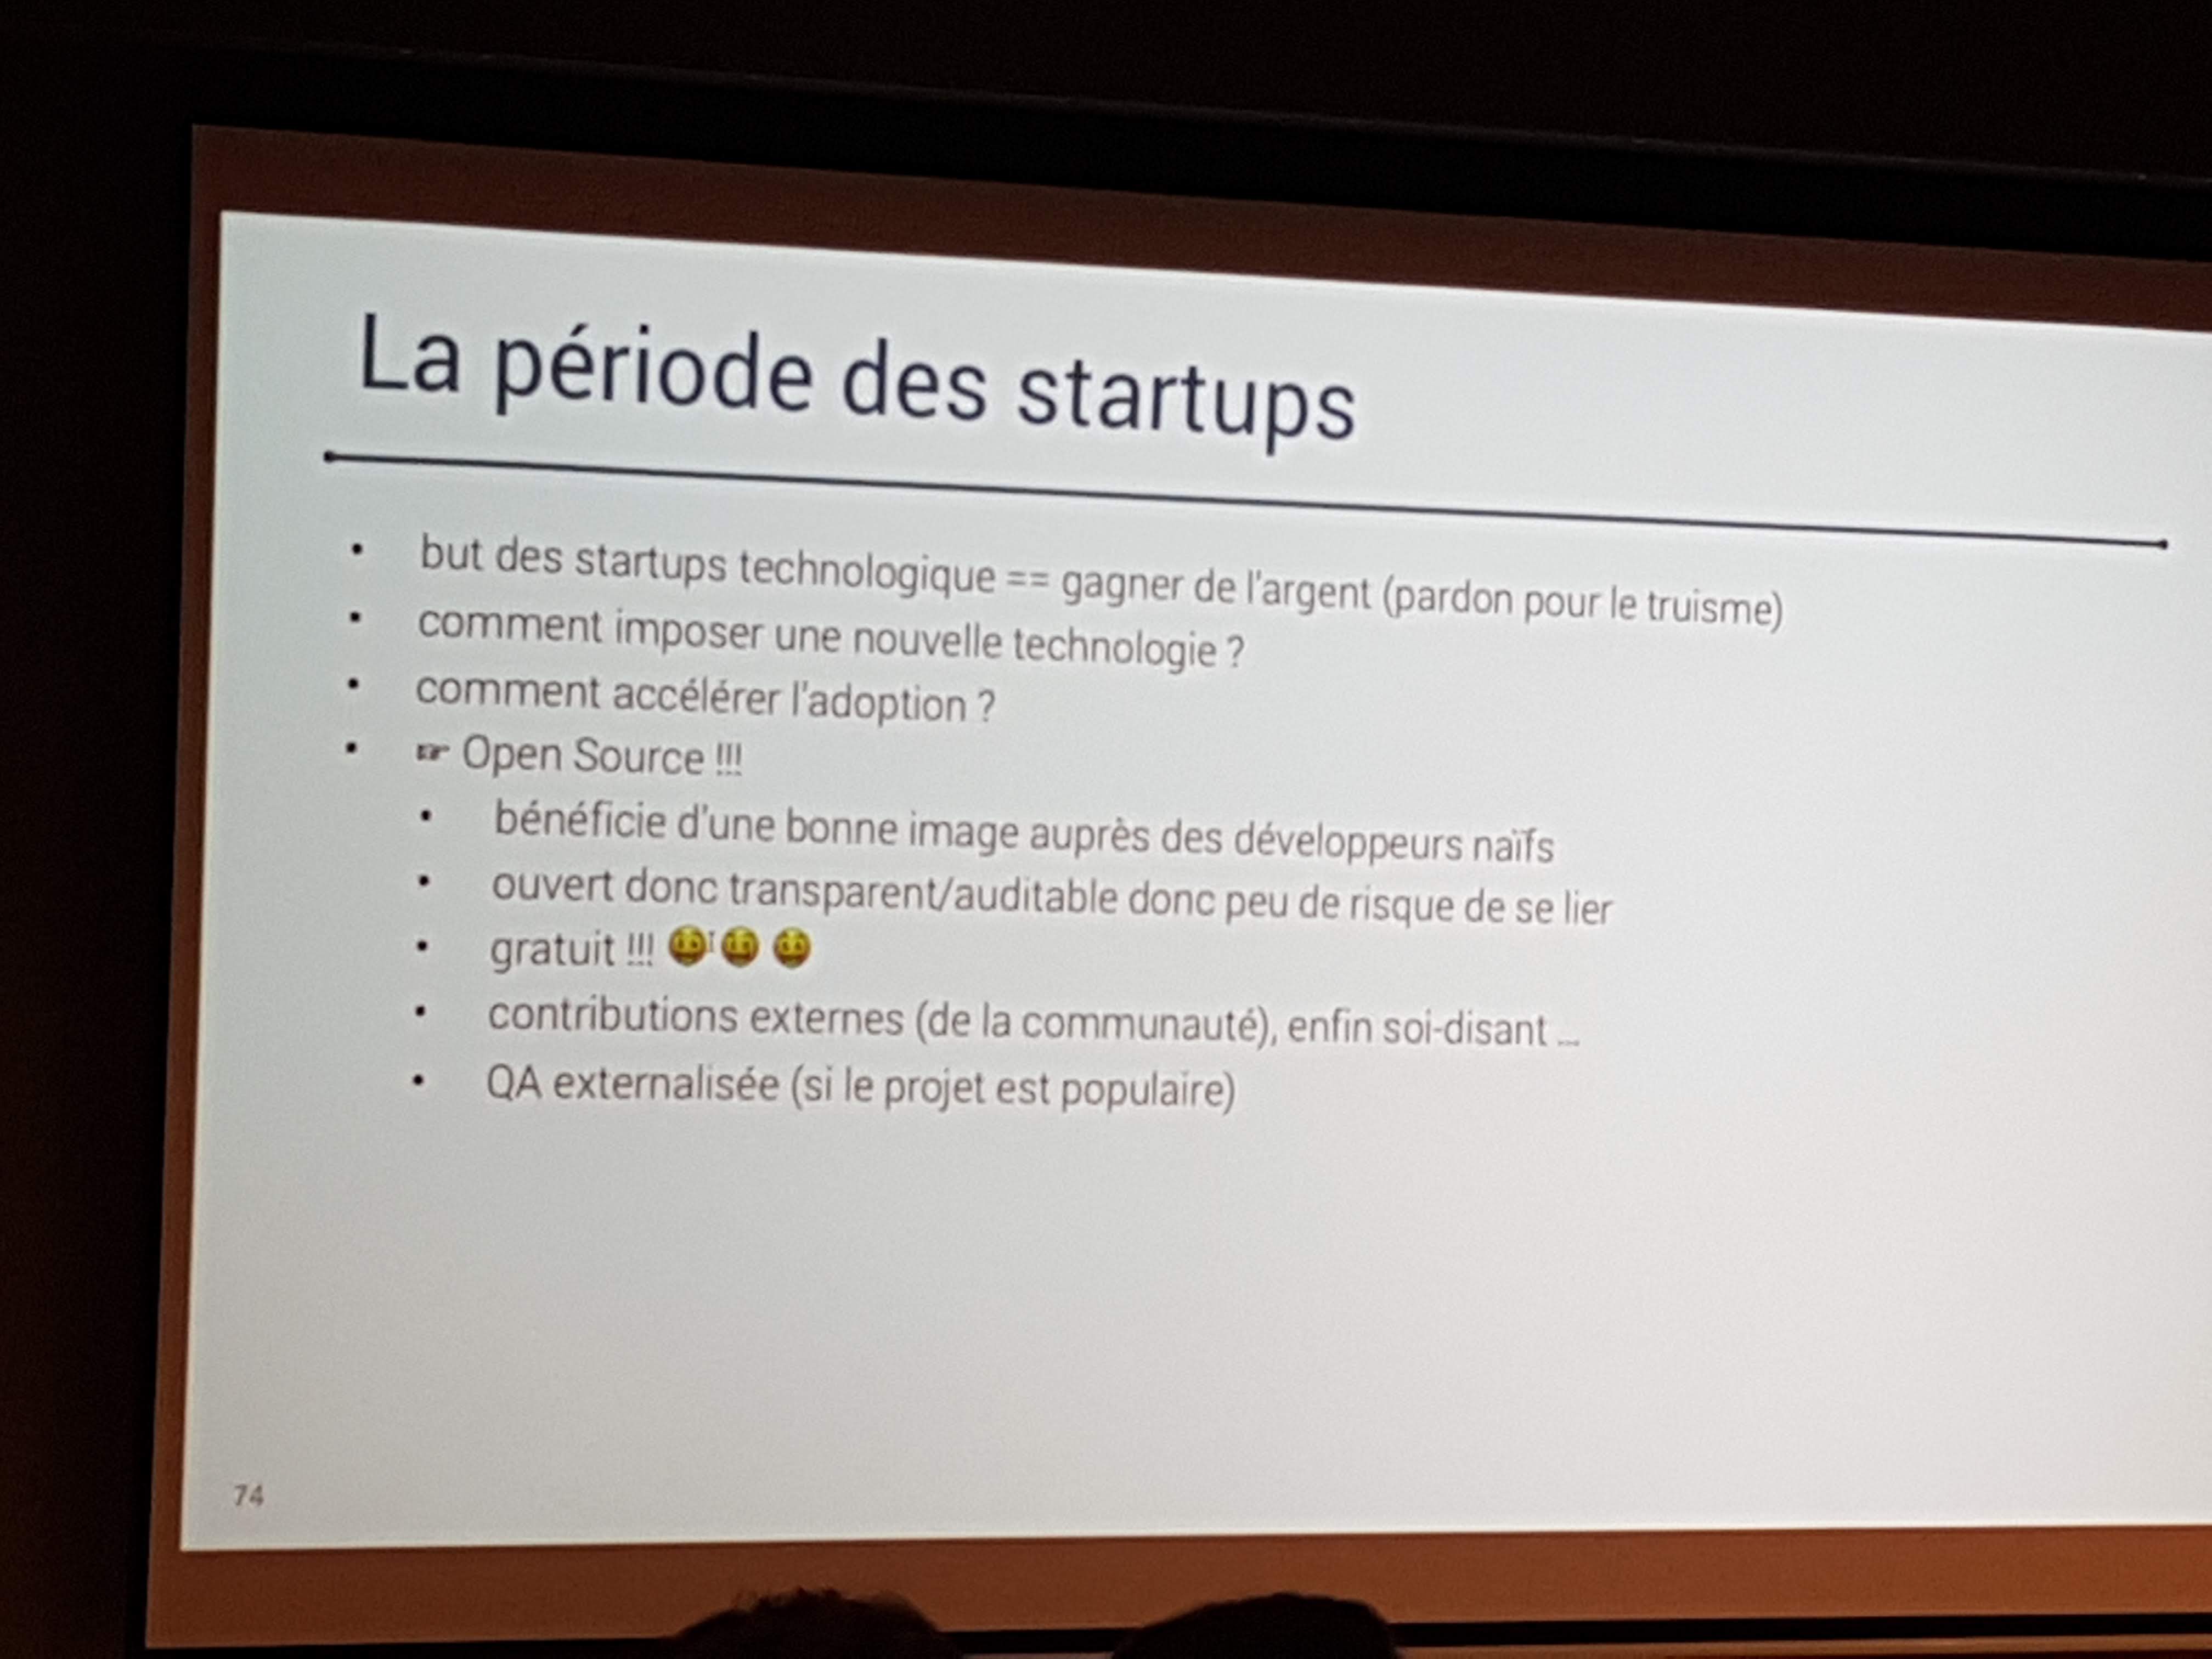 La période des startups
• but des startups technologique == gagner de l'argent (pardon pour le truisme)
• comment imposer une nouvelle technologie ?
• comment accélérer l'adoption ?
• ☞ Open Source !!!
• bénéficie d'une bonne image auprès des développeurs naïfs
• ouvert donc transparent/auditable donc peu de risque de se lier
• gratuit !!! 🤑 🤑 🤑
• contributions externes (de la communauté), enfin soi-disant ...
• QA externalisée (si le projet est populaire)
74